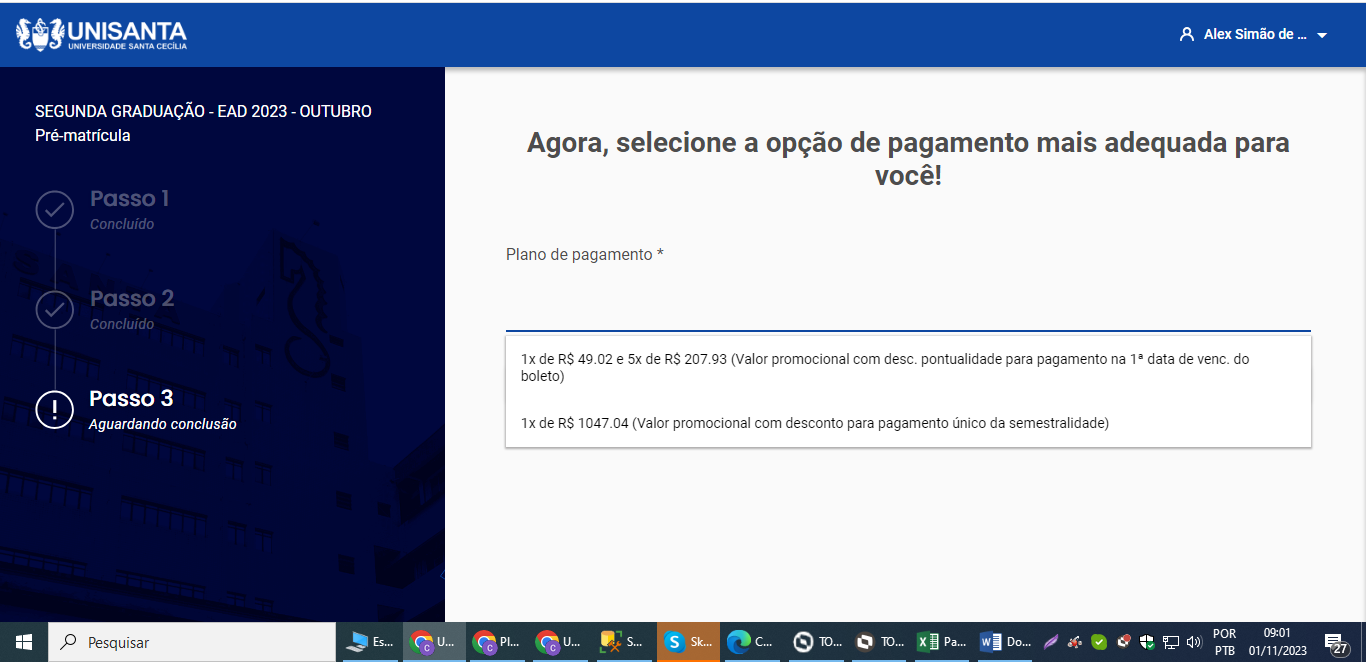 UNISANTA
UNIVERSIDADE SANTA CECÍLIA
Alex Simão de ...
SEGUNDA GRADUAÇÃO - EAD 2023 - OUTUBRO
Pré-matrícula
Passo 1
Concluído
Passo 2
Concluído
Passo 3
Aguardando conclusão
Agora, selecione a opção de pagamento mais adequada para
você!
Plano de pagamento *
1x de R$ 49.02 e 5x de R$ 207.93 (Valor promocional com desc. pontualidade para pagamento na 1ª data de venc. do
boleto)
1x de R$ 1047.04 (Valor promocional com desconto para pagamento único da semestralidade)
Pesquisar
Es...
U...
Pl...
U...
S...
Sk...
C...
TO...
TO...
Pa...
Do...
POR
PTB
09:01
01/11/2023
27